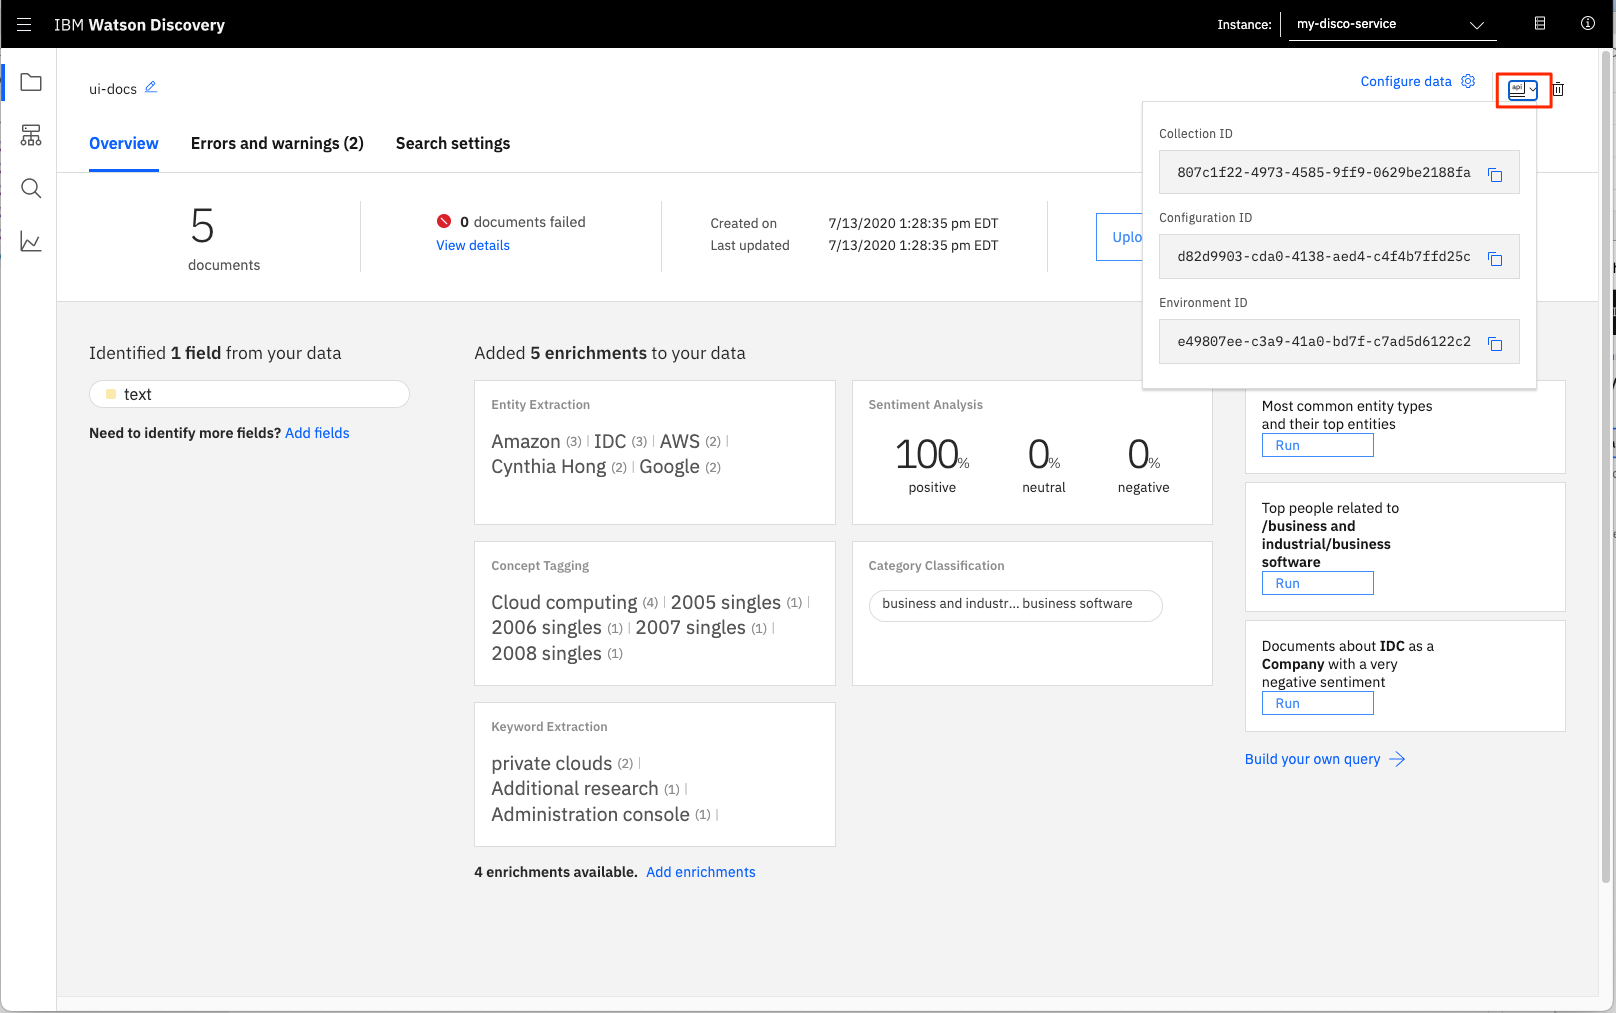 IBM Watson Discovery
Instance: my-disco-service
ui-docs
Configure data
api
Overview
Errors and warnings (2)
Search settings
Collection ID
807c1f22-4973-4585-9ff9-0629be2188fa
Configuration ID
d82d9903-cda0-4138-aed4-c4f4b7ffd25c
Environment ID
e49807ee-c3a9-41a0-bd7f-c7ad5d6122c2
5
documents
0 documents failed
View details
Created on 7/13/2020 1:28:35 pm EDT
Last updated 7/13/2020 1:28:35 pm EDT
Uplo
Identified 1 field from your data
text
Need to identify more fields? Add fields
Added 5 enrichments to your data
Entity Extraction
Amazon (3) | IDC (3) | AWS (2) |
Cynthia Hong (2) | Google (2)
Sentiment Analysis
100% 0% 0%
positive neutral negative
Concept Tagging
Cloud computing (4) | 2005 singles (1) |
2006 singles (1) | 2007 singles (1) |
2008 singles (1)
Category Classification
business and industr... business software
Keyword Extraction
private clouds (2) |
Additional research (1) |
Administration console (1) |
4 enrichments available. Add enrichments
Most common entity types
and their top entities
Run
Top people related to
/business and
industrial/business
software
Run
Documents about IDC as a
Company with a very
negative sentiment
Run
Build your own query